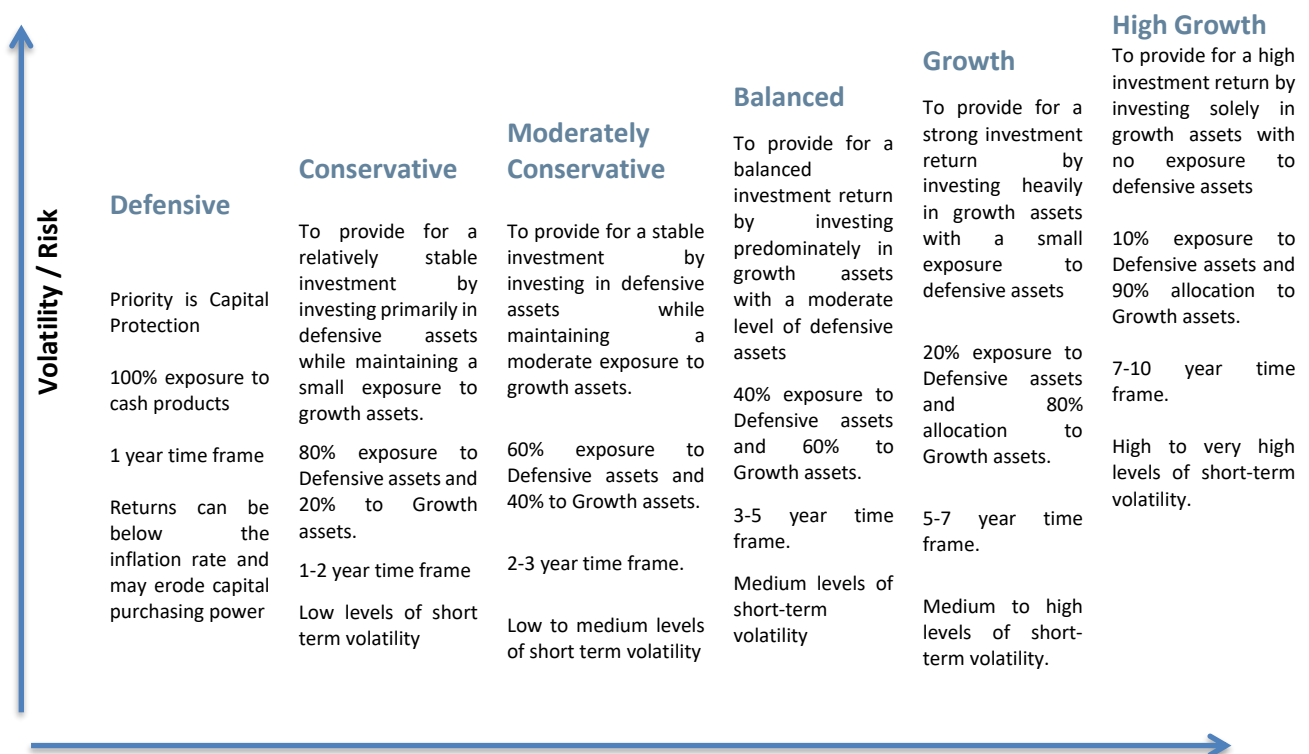 Volatility / Risk
Defensive
Priority is Capital
Protection
100% exposure to
cash products
1 year time frame
Returns can be
below the
inflation rate and
may erode capital
purchasing power
Conservative
To provide for a
relatively stable
investment by
investing primarily in
defensive assets
while maintaining a
small exposure to
growth assets.
80% exposure to
Defensive assets and
20% to Growth
assets.
1-2 year time frame
Low levels of short
term volatility
Moderately
Conservative
To provide for a stable
investment by
investing in defensive
assets while
maintaining a
moderate exposure to
growth assets.
60% exposure to
Defensive assets and
40% to Growth assets.
2-3 year time frame.
Low to medium levels
of short term volatility
Balanced
To provide for a
balanced
investment return
by investing
predominately in
growth assets
with a moderate
level of defensive
assets
40% exposure to
Defensive assets
and 60% to
Growth assets.
3-5 year time
frame.
Medium levels of
short-term
volatility
Growth
To provide for a
strong investment
return by
investing heavily
in growth assets
with a small
exposure to
defensive assets
20% exposure to
Defensive assets
and 80%
allocation to
Growth assets.
5-7 year time
frame.
Medium to high
levels of short-
term volatility.
High Growth
To provide for a high
investment return by
investing solely in
growth assets with
no exposure to
defensive assets
10% exposure to
Defensive assets and
90% allocation to
Growth assets.
7-10 year time
frame.
High to very high
levels of short-term
volatility.